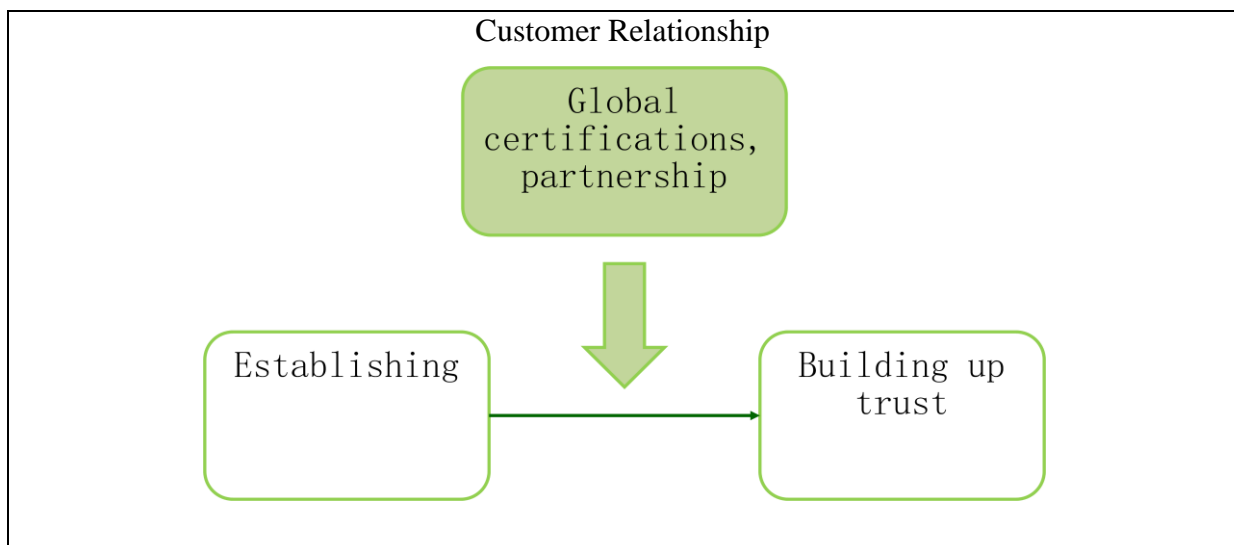 Customer Relationship
Global
certifications,
partnership
Establishing
Building up
trust